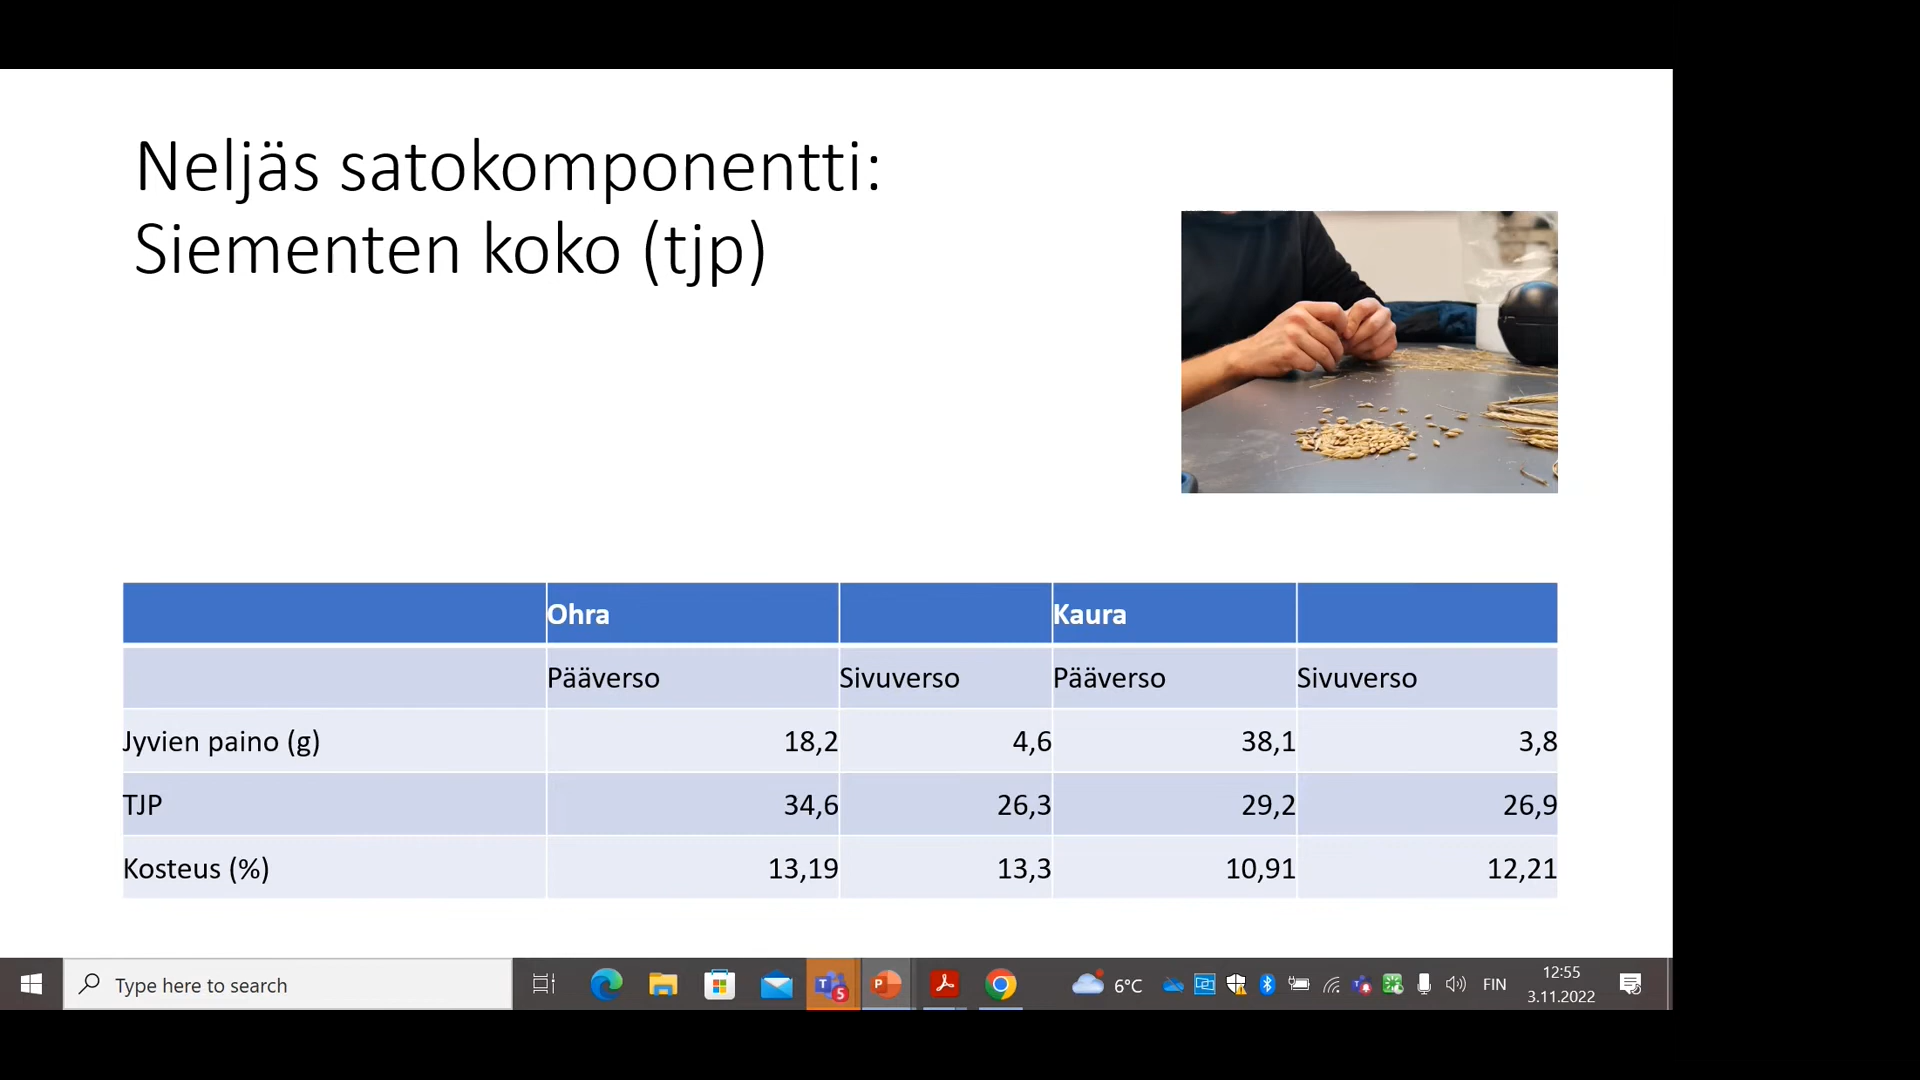 Neljäs satokomponentti:
Siementen koko (tjp)
Ohra Kaura
Pääverso Sivuverso Pääverso Sivuverso
Jyvien paino (g) 18,2 4,6 38,1 3,8
TJP 34,6 26,3 29,2 26,9
Kosteus (%) 13,19 13,3 10,91 12,21
Type here to search
5
6°C
FIN
12:55
3.11.2022